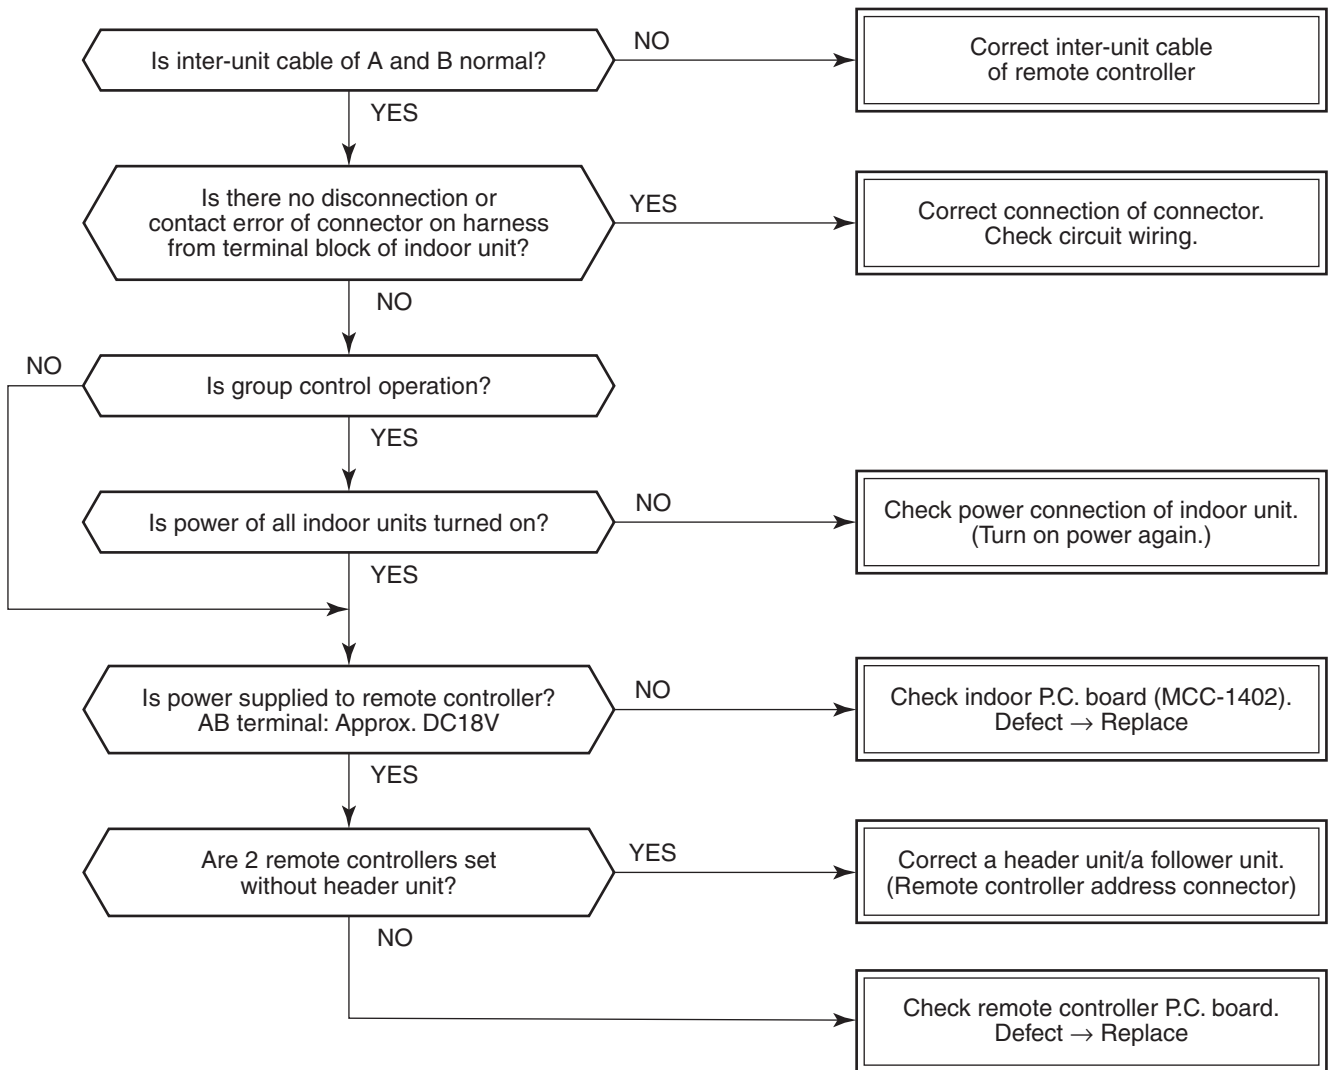 Is inter-unit cable of A and B normal?
NO
Correct inter-unit cable
of remote controller
YES
Is there no disconnection or
contact error of connector on harness
from terminal block of indoor unit?
YES
Correct connection of connector.
Check circuit wiring.
NO
Is group control operation?
NO
YES
Is power of all indoor units turned on?
NO
Check power connection of indoor unit.
(Turn on power again.)
YES
Is power supplied to remote controller?
AB terminal: Approx. DC18V
NO
Check indoor P.C. board (MCC-1402).
Defect → Replace
YES
Are 2 remote controllers set
without header unit?
YES
Correct a header unit/a follower unit.
(Remote controller address connector)
NO
Check remote controller P.C. board.
Defect → Replace